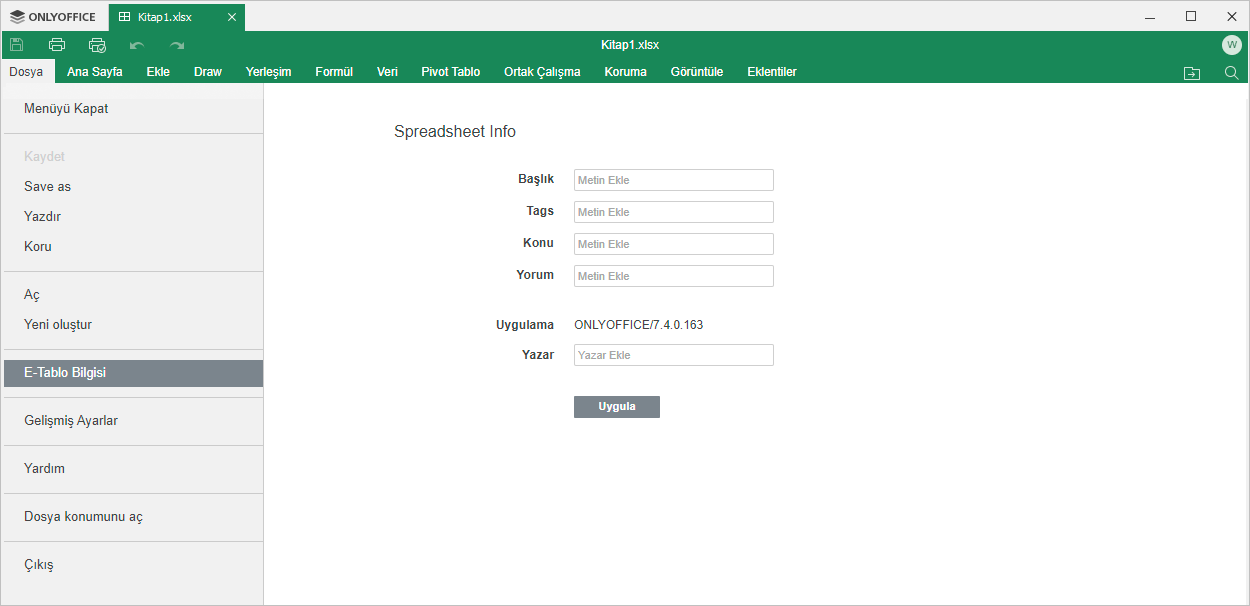 ONLYOFFICE Kitap1.xlsx
Kitap1.xlsx W
Dosya Ana Sayfa Ekle Draw Yerleşim Formül Veri Pivot Tablo Ortak Çalışma Koruma Görüntüle Eklentiler
Menüyü Kapat
Kaydet
Save as
Yazdır
Koru
Aç
Yeni oluştur
E-Tablo Bilgisi
Gelişmiş Ayarlar
Yardım
Dosya konumunu aç
Çıkış
Spreadsheet Info
Başlık Metin Ekle
Tags Metin Ekle
Konu Metin Ekle
Yorum Metin Ekle
Uygulama ONLYOFFICE/7.4.0.163
Yazar Yazar Ekle
Uygula